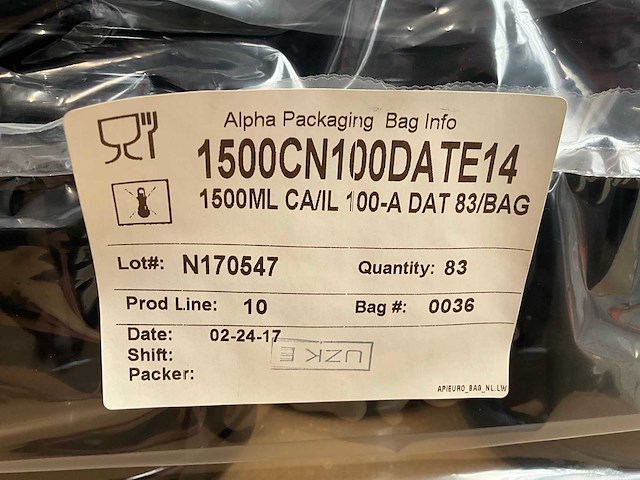 Alpha Packaging Bag Info
1500CN100DATE14
1500ML CA/IL 100-A DAT 83/BAG
Lot#: N170547 Quantity: 83
Prod Line: 10 Bag #: 0036
Date: 02-24-17
Shift:
UZK E
Packer:
APIEURO_BAG_NL.LW